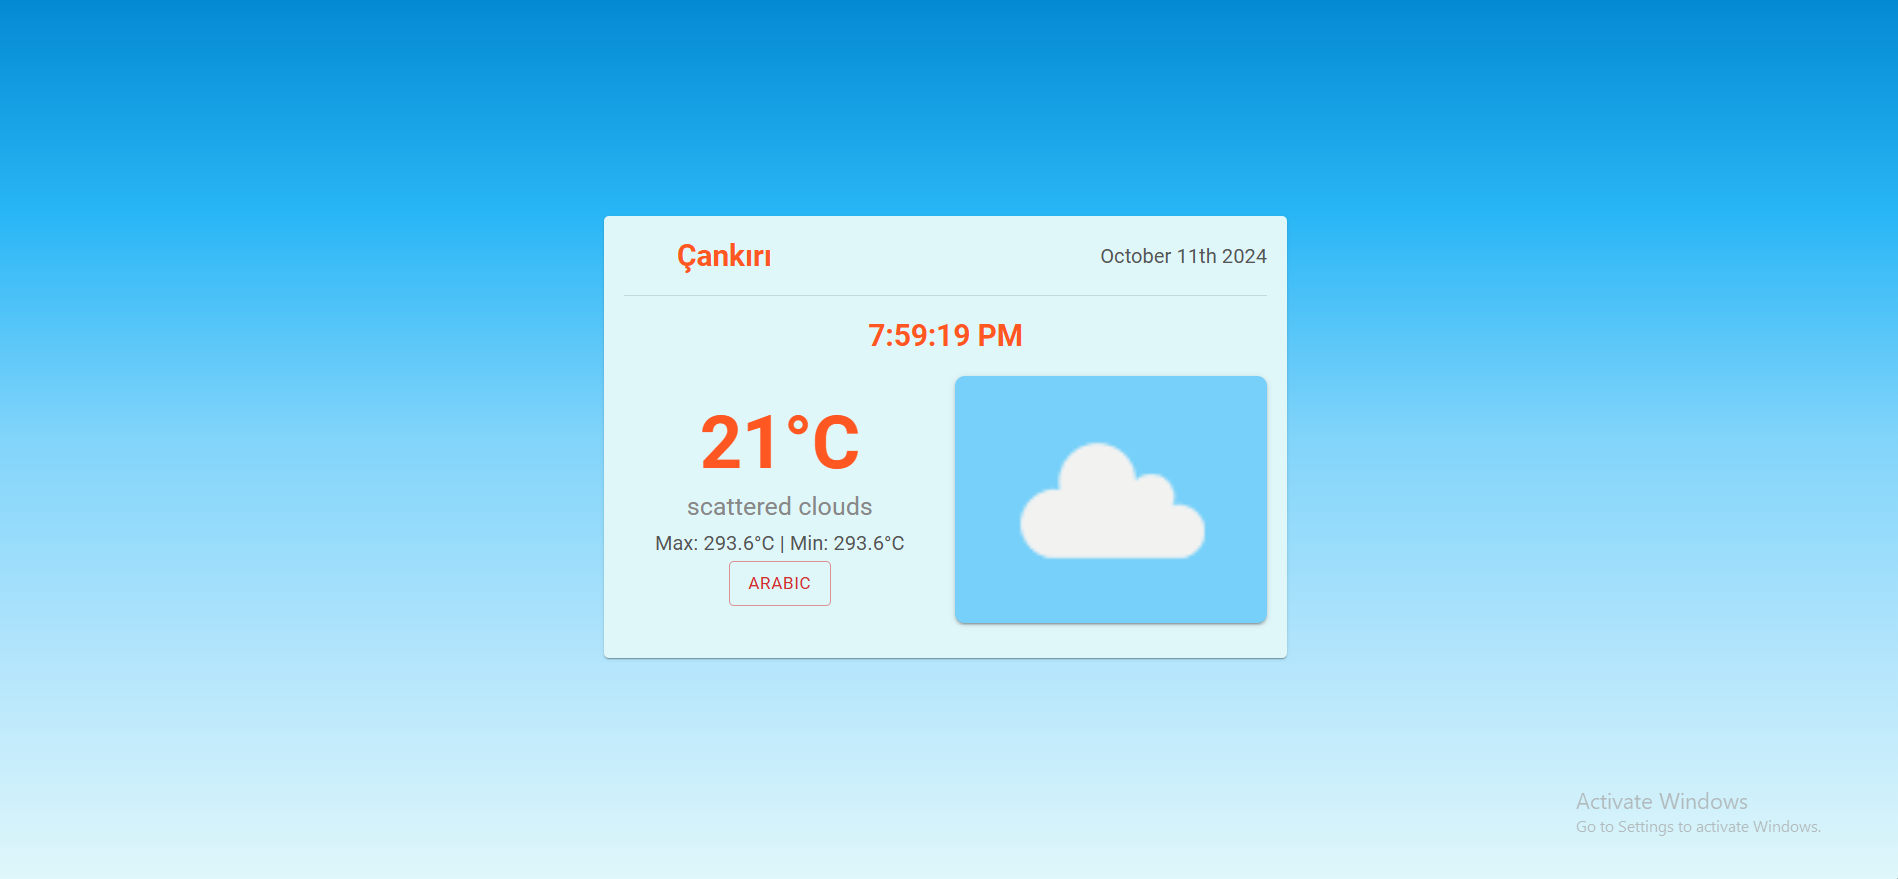 Çankırı
October 11th 2024
7:59:19 PM
21°C
scattered clouds
Max: 293.6°C | Min: 293.6°C
ARABIC
Activate Windows
Go to Settings to activate Windows.